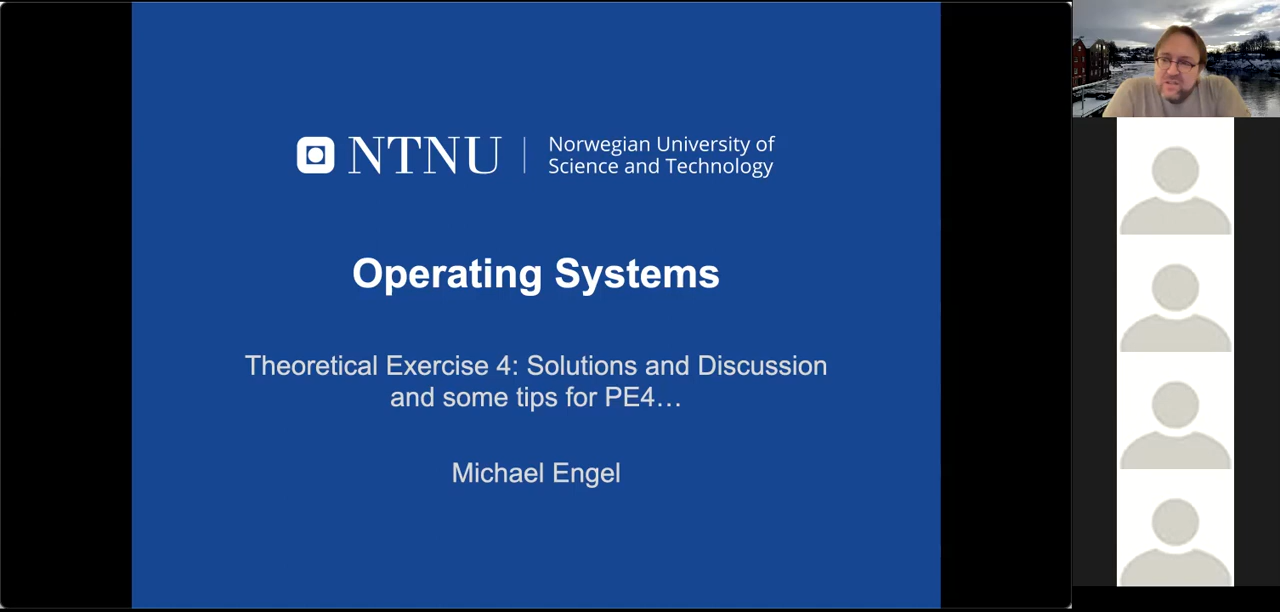 NTNU
Norwegian University of
Science and Technology
Operating Systems
Theoretical Exercise 4: Solutions and Discussion
and some tips for PE4…
Michael Engel